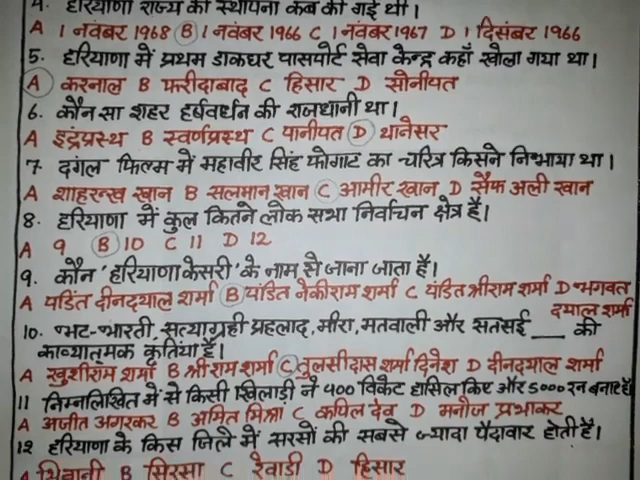 4. हरियाणा राज्य की स्थापना कब की गई थी।
A 1 नवंबर 1968 B 1 नवंबर 1966 C 1 नवंबर 1967 D 1 दिसंबर 1966
5. हरियाणा में प्रथम डाकघर पासपोर्ट सेवा केन्द्र कहाँ खोला गया था।
A करनाल B फरीदाबाद C हिसार D सोनीपत
6. कौन सा शहर हर्षवर्धन की राजधानी था।
A इंद्रप्रस्थ B स्वर्णप्रस्थ C पानीपत D थानेसर
7 दंगल फिल्म में महावीर सिंह फोगाट का चरित्र किसने निभाया था।
A शाहरूख खान B सलमान खान C आमीर खान D सैफ अली खान
8. हरियाणा में कुल कितने लोक सभा निर्वाचन क्षेत्र है।
A 9 B 10 C 11 D 12
9. कौन 'हरियाणा केसरी' के नाम से जाना जाता है।
A पडिंत दीनदयाल शर्मा B पंडित नेकीराम शर्मा C पंडित श्रीराम शर्मा D भगवत दयाल शर्मा
10. भट-भारती, सत्याग्रही प्रहलाद, मीरा, मतवाली और सतसई ___ की
काव्यात्मक कृतियां है।
A खुशीराम शर्मा B श्री राम शर्मा C तुलसीदास शर्मा दिनेश D दीनदयाल शर्मा
11 निम्नलिखित में से किसी खिलाड़ी ने 400 विकेट हासिल किए और 5000 रन बनाए है
A अजीत अगरकर B अमित मिश्रा C कपिल देव D मनोज प्रभाकर
12 हरियाणा के किस जिले में सरसों की सबसे ज्यादा पैदावार होती है।
A भिवानी B सिरसा C रेवाडी D हिसार